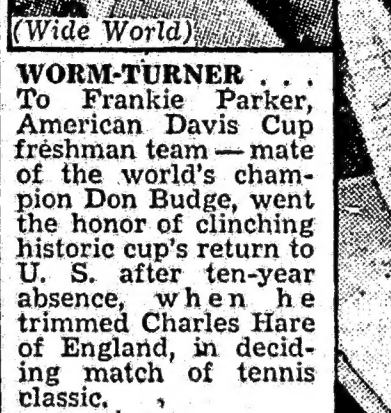 (Wide World)
WORM-TURNER . . .
To Frankie Parker,
American Davis Cup
freshman team — mate
of the world's cham-
pion Don Budge, went
the honor of clinching
historic cup's return to
U. S. after ten-year
absence, when he
trimmed Charles Hare
of England, in decid-
ing match of tennis
classic.